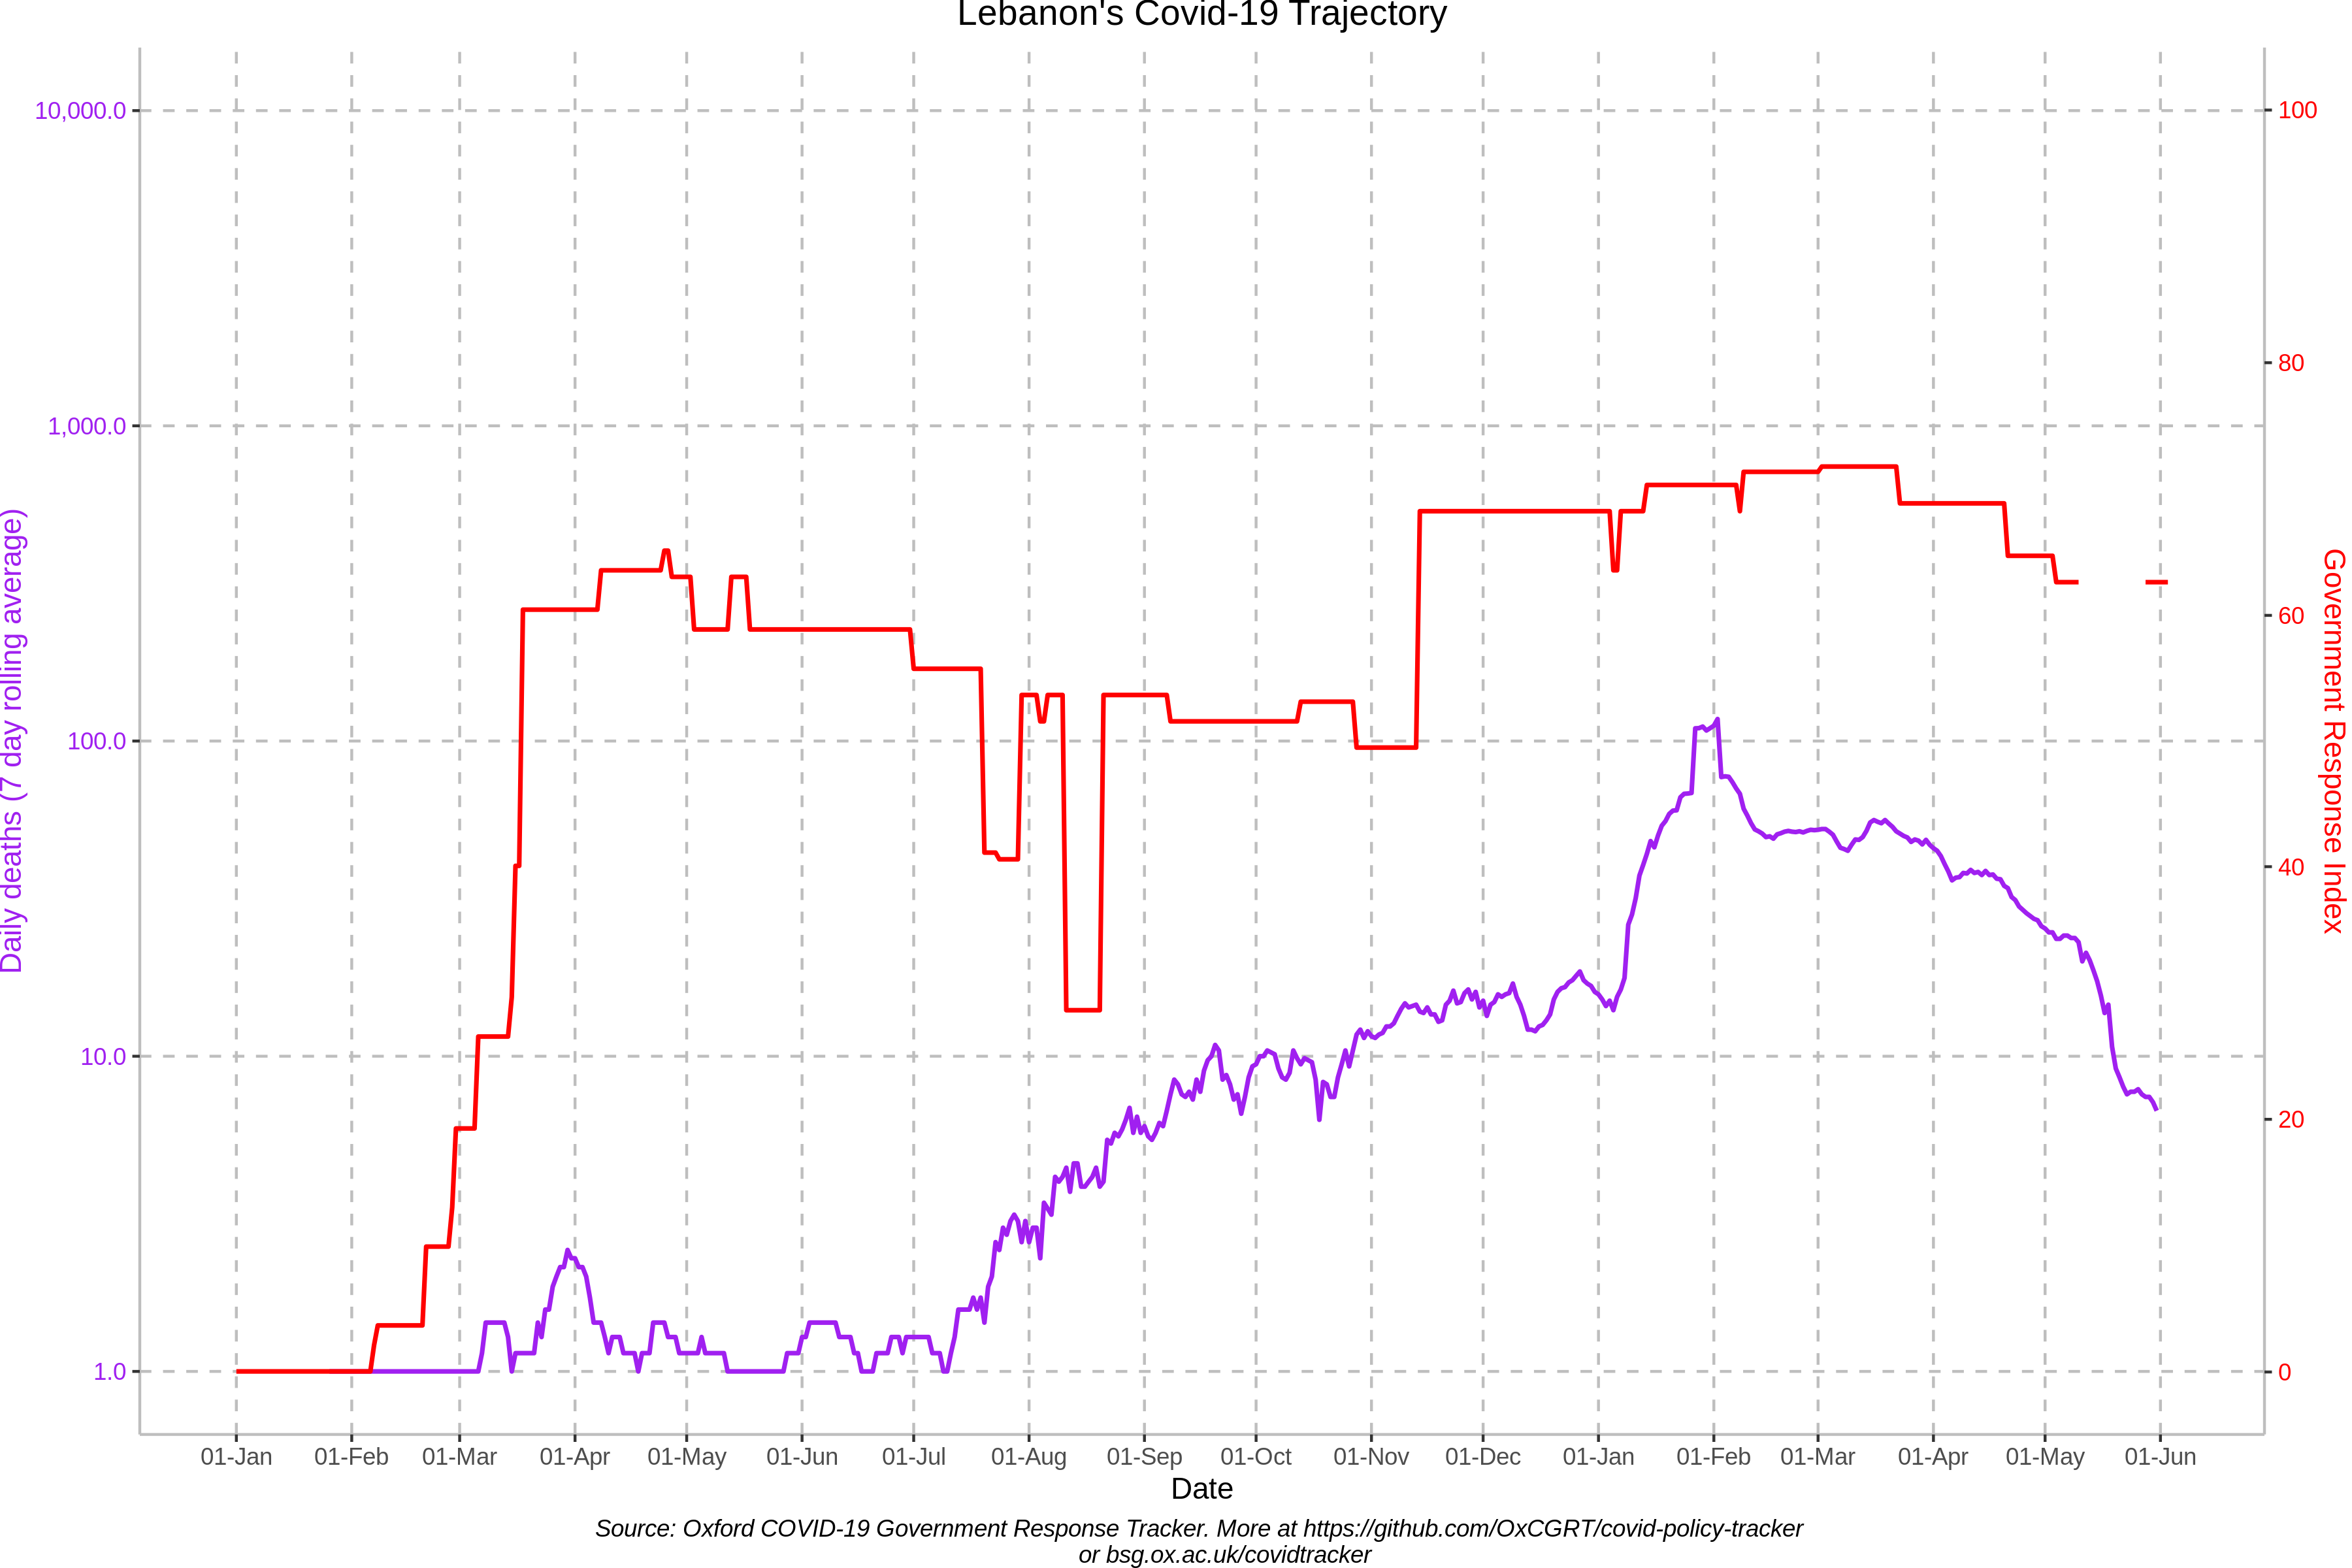 Lebanon's Covid-19 Trajectory
Daily deaths (7 day rolling average)
10,000.0
1,000.0
100.0
10.0
1.0
100
80
60
40
20
0
Government Response Index
01-Jan 01-Feb 01-Mar 01-Apr 01-May 01-Jun 01-Jul 01-Aug 01-Sep 01-Oct 01-Nov 01-Dec 01-Jan 01-Feb 01-Mar 01-Apr 01-May 01-Jun
Date
Source: Oxford COVID-19 Government Response Tracker. More at https://github.com/OxCGRT/covid-policy-tracker
or bsg.ox.ac.uk/covidtracker